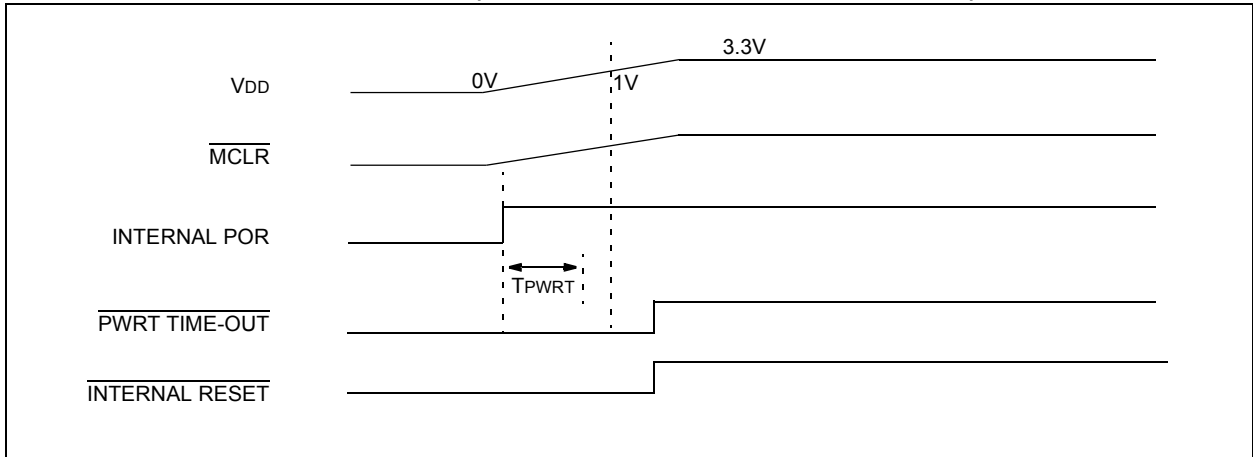 3.3V
0V
1V
VDD
MCLR
INTERNAL POR
TPWRT
PWRT TIME-OUT
INTERNAL RESET